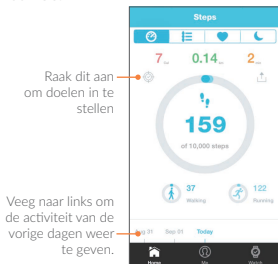 Steps
7
0.14
2
Raak dit aan
om doelen in te
stellen
159
of 10,000 steps
37
Walking
122
Running
Veeg naar links om
de activiteit van de
vorige dagen weer
te geven.
Aug 31 Sep 01 Today
Home Me Watch